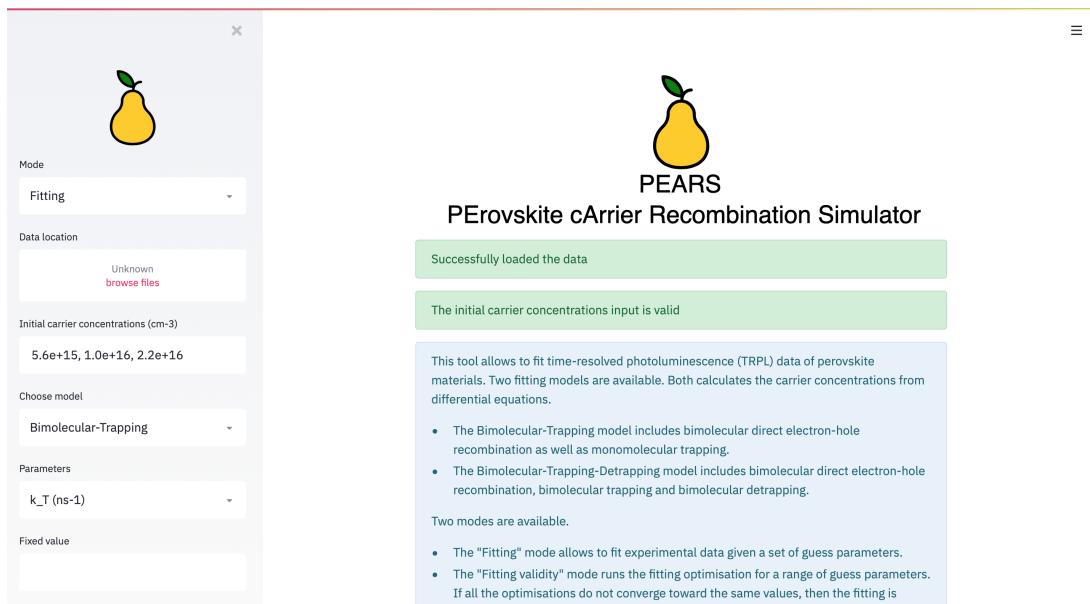 Mode
Fitting
Data location
Unknown
browse files
Initial carrier concentrations (cm-3)
5.6e+15, 1.0e+16, 2.2e+16
Choose model
Bimolecular-Trapping
Parameters
k_T (ns-1)
Fixed value
PEARS
PErovskite cArrier Recombination Simulator
Successfully loaded the data
The initial carrier concentrations input is valid
This tool allows to fit time-resolved photoluminescence (TRPL) data of perovskite
materials. Two fitting models are available. Both calculates the carrier concentrations from
differential equations.
• The Bimolecular-Trapping model includes bimolecular direct electron-hole
recombination as well as monomolecular trapping.
• The Bimolecular-Trapping-Detrapping model includes bimolecular direct electron-hole
recombination, bimolecular trapping and bimolecular detrapping.
Two modes are available.
• The "Fitting" mode allows to fit experimental data given a set of guess parameters.
• The "Fitting validity" mode runs the fitting optimisation for a range of guess parameters.
If all the optimisations do not converge toward the same values, then the fitting is